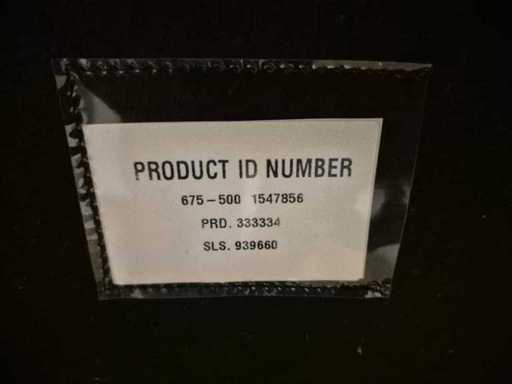 PRODUCT ID NUMBER
675-500 1547856
PRD. 333334
SLS. 939660